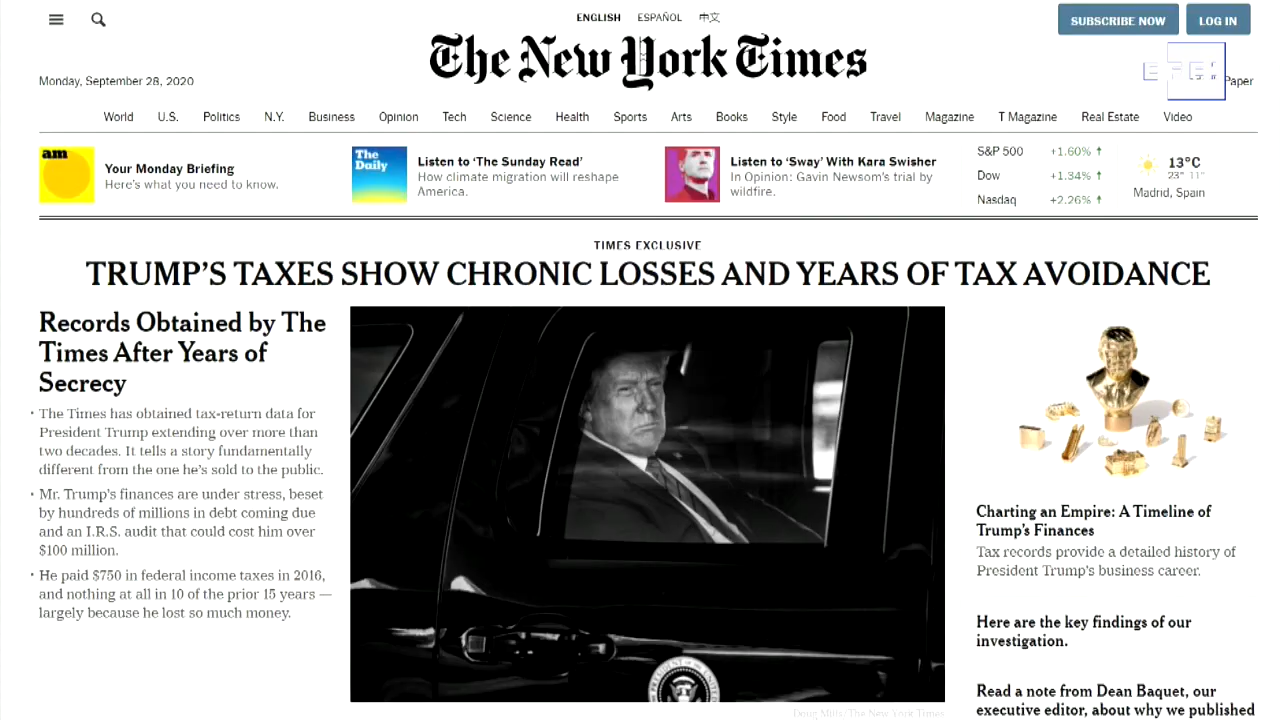 ENGLISH ESPAÑOL 中文
SUBSCRIBE NOW LOG IN
The New York Times
Monday, September 28, 2020
EFE:
Paper
World U.S. Politics N.Y. Business Opinion Tech Science Health Sports Arts Books Style Food Travel Magazine T Magazine Real Estate Video
am
Your Monday Briefing
Here's what you need to know.
The Daily
Listen to 'The Sunday Read'
How climate migration will reshape
America.
Listen to 'Sway' With Kara Swisher
In Opinion: Gavin Newsom's trial by
wildfire.
S&P 500 +1.60% ↑
Dow +1.34% ↑
Nasdaq +2.26% ↑
13°C
23° 11°
Madrid, Spain
TIMES EXCLUSIVE
TRUMP'S TAXES SHOW CHRONIC LOSSES AND YEARS OF TAX AVOIDANCE
Records Obtained by The
Times After Years of
Secrecy
• The Times has obtained tax-return data for
President Trump extending over more than
two decades. It tells a story fundamentally
different from the one he's sold to the public.
• Mr. Trump's finances are under stress, beset
by hundreds of millions in debt coming due
and an I.R.S. audit that could cost him over
$100 million.
• He paid $750 in federal income taxes in 2016,
and nothing at all in 10 of the prior 15 years —
largely because he lost so much money.
Doug Mills/The New York Times
Charting an Empire: A Timeline of
Trump's Finances
Tax records provide a detailed history of
President Trump's business career.
Here are the key findings of our
investigation.
Read a note from Dean Baquet, our
executive editor, about why we published